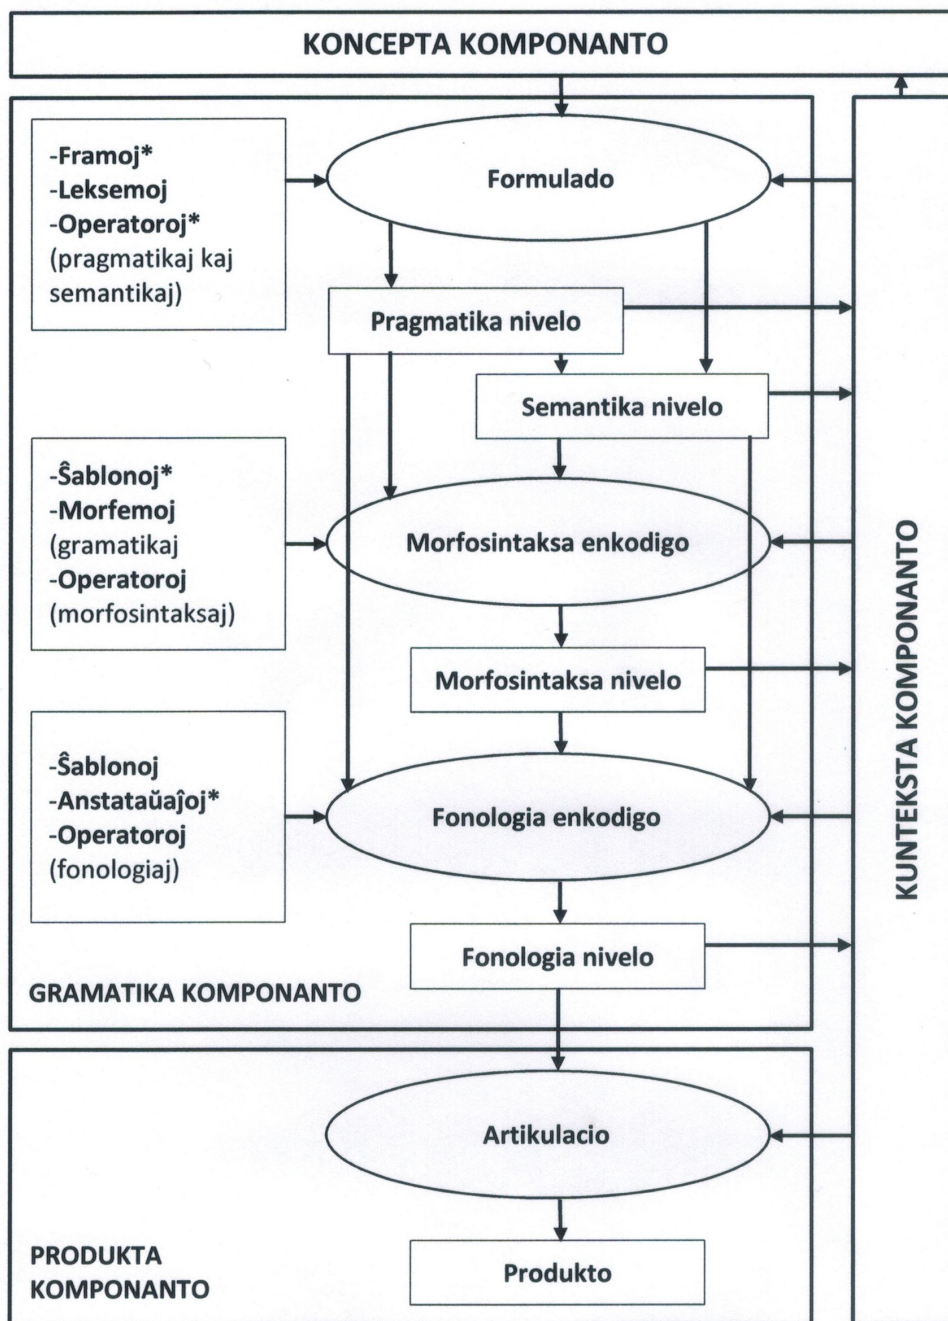 KONCEPTA KOMPONANTO
-Framoj*
-Leksemoj
-Operatoroj*
(pragmatikaj kaj
semantikaj)
Formulado
Pragmatika nivelo
Semantika nivelo
-Ŝablonoj*
-Morfemoj
(gramatikaj
-Operatoroj
(morfosintaksaj)
Morfosintaksa enkodigo
Morfosintaksa nivelo
-Ŝablonoj
-Anstataŭaĵoj*
-Operatoroj
(fonologiaj)
Fonologia enkodigo
Fonologia nivelo
GRAMATIKA KOMPONANTO
KUNTEKSTA KOMPONANTO
Artikulacio
PRODUKTA
KOMPONANTO
Produkto